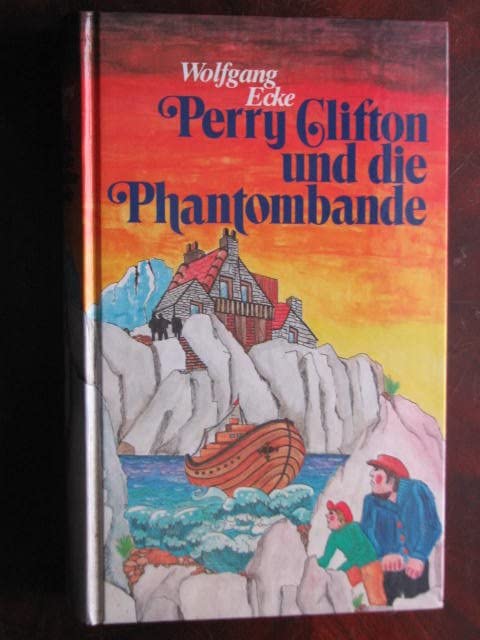 Wolfgang
Ecke
Perry Clifton
und die
Phantombande